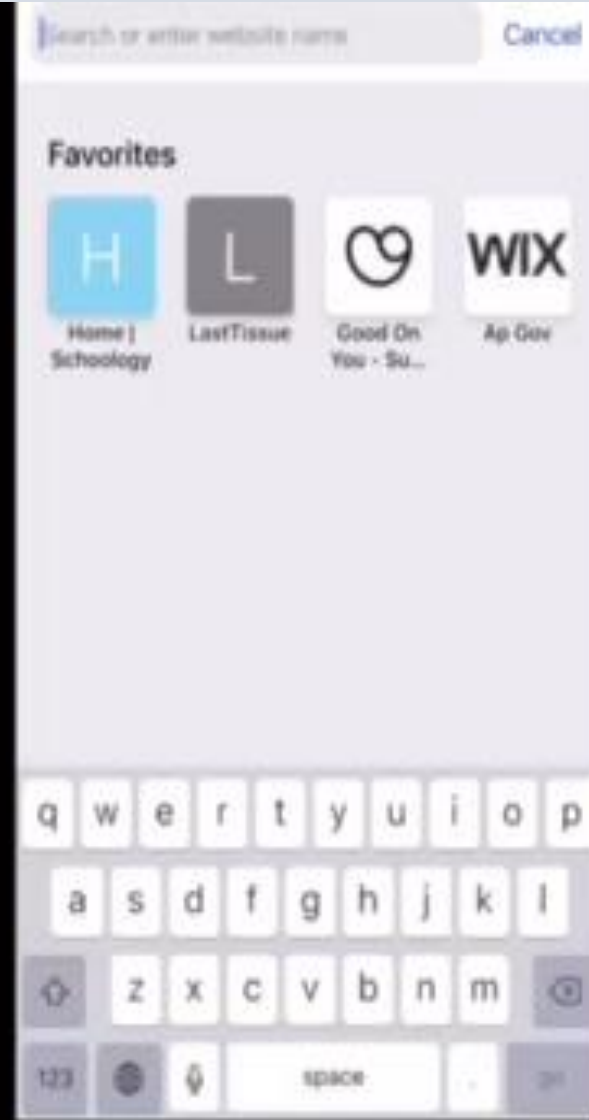 Search or enter website name
Cancel
Favorites
H
L
WIX
Home |
Schoology
LastTissue
Good On
You - Su...
Ap Gov
q w e r t y u i o p
a s d f g h j k l
z x c v b n m
123
space
.
go